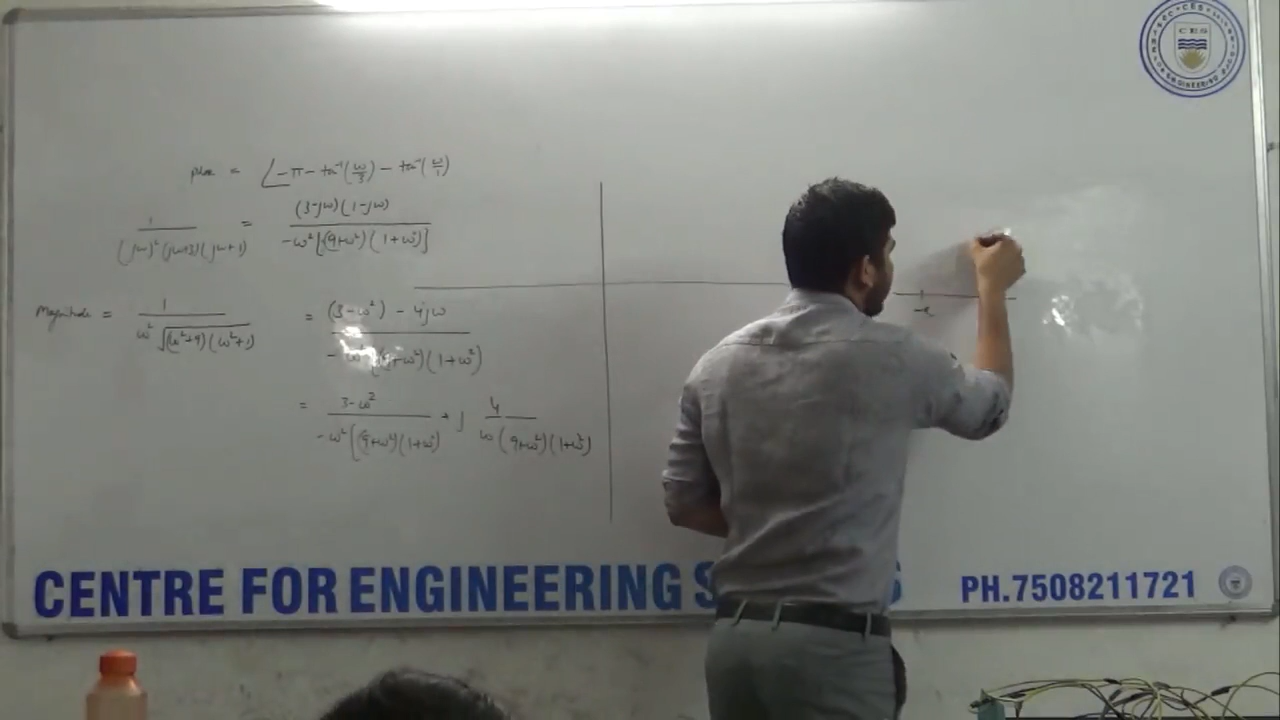 CES
phase = ∠-π - tan⁻¹(ω/3) - tan⁻¹(ω/1)
1/((jω)²(jω+3)(jω+1)) = (3-jω)(1-jω)/(-ω²[(9+ω²)(1+ω²)])
Magnitude = 1/(ω²√((ω²+9)(ω²+1))) = ((3-ω²) - 4jω)/(-ω²(9+ω²)(1+ω²))
= (3-ω²)/(-ω²[(9+ω²)(1+ω²)) + j 4/(ω(9+ω²)(1+ω²))
CENTRE FOR ENGINEERING S
PH.7508211721